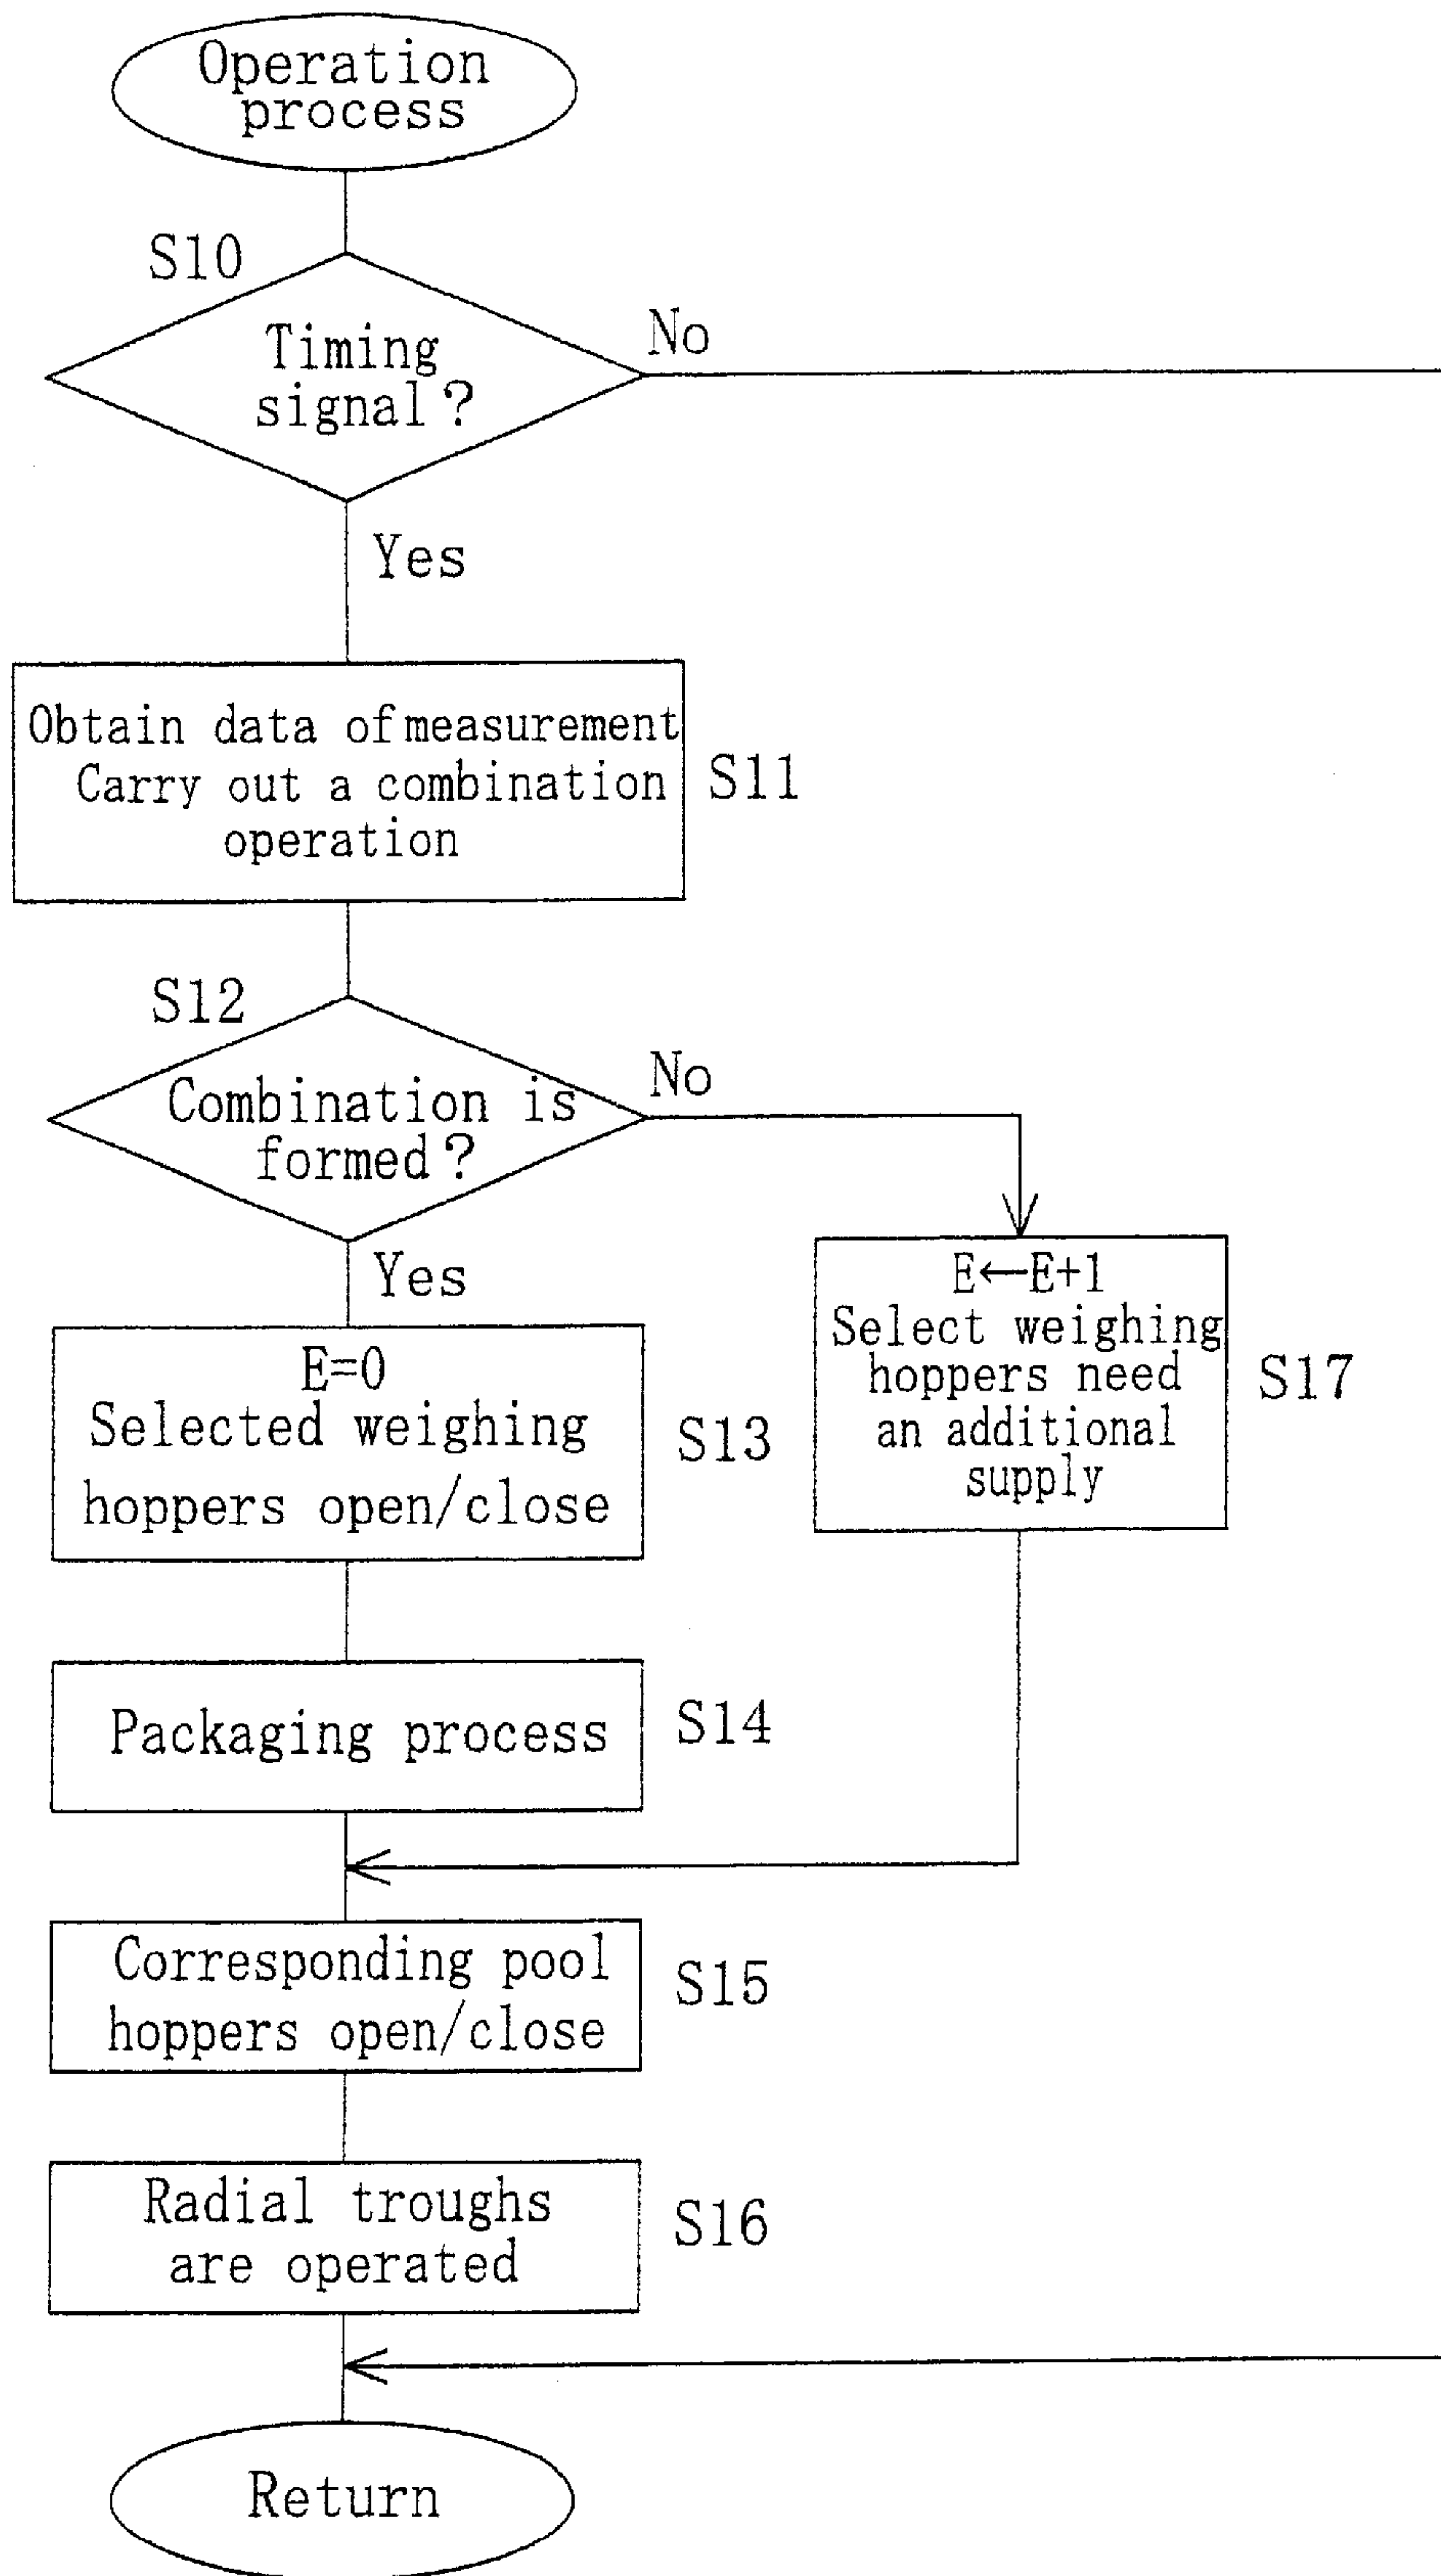 Operation
process
S10
Timing
signal?
No
Yes
Obtain data of measurement
Carry out a combination
operation
S11
S12
Combination is
formed?
No
Yes
E←E+1
Select weighing
hoppers need
an additional
supply
S17
E=0
Selected weighing
hoppers open/close
S13
Packaging process
S14
Corresponding pool
hoppers open/close
S15
Radial troughs
are operated
S16
Return